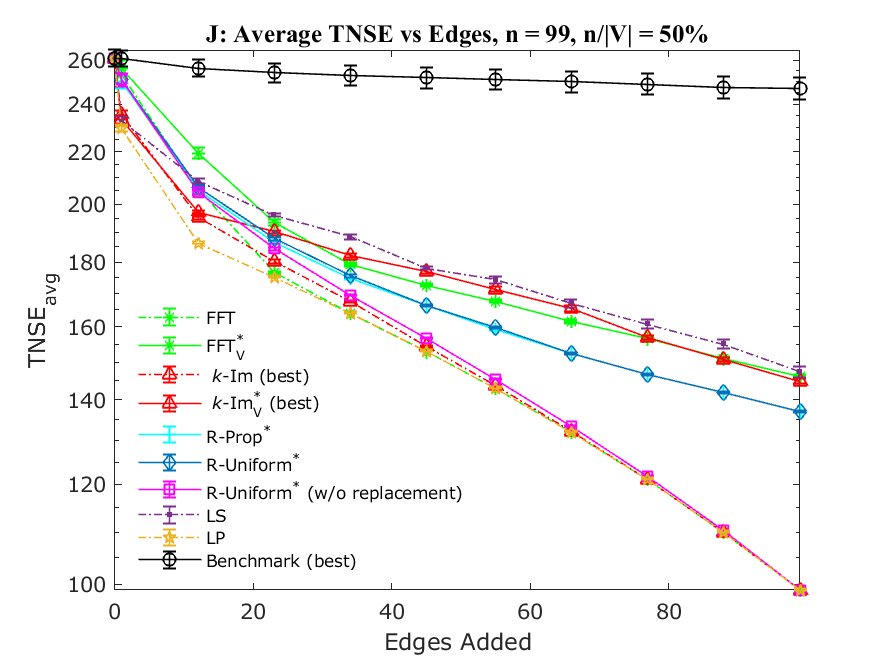 J: Average TNSE vs Edges, n = 99, n/|V| = 50%
TNSE_avg
260
240
220
200
180
160
140
120
100
FFT
FFT*_V
k-Im (best)
k-Im*_V (best)
R-Prop*
R-Uniform*
R-Uniform* (w/o replacement)
LS
LP
Benchmark (best)
0
20
40
60
80
Edges Added